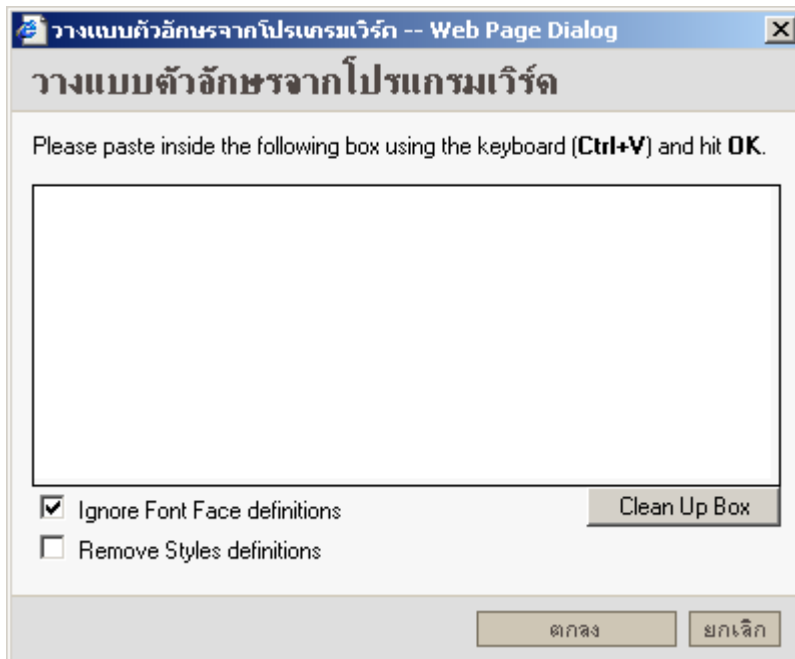 วางแบบตัวอักษรจากโปรแกรมเวิร์ด -- Web Page Dialog
วางแบบตัวอักษรจากโปรแกรมเวิร์ด
Please paste inside the following box using the keyboard (Ctrl+V) and hit OK.
Ignore Font Face definitions
Clean Up Box
Remove Styles definitions
ตกลง
ยกเลิก